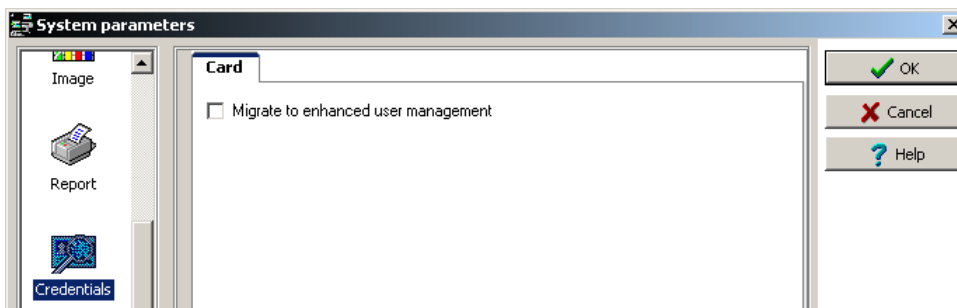 System parameters
Image
Report
Credentials
Card
Migrate to enhanced user management
OK
Cancel
Help